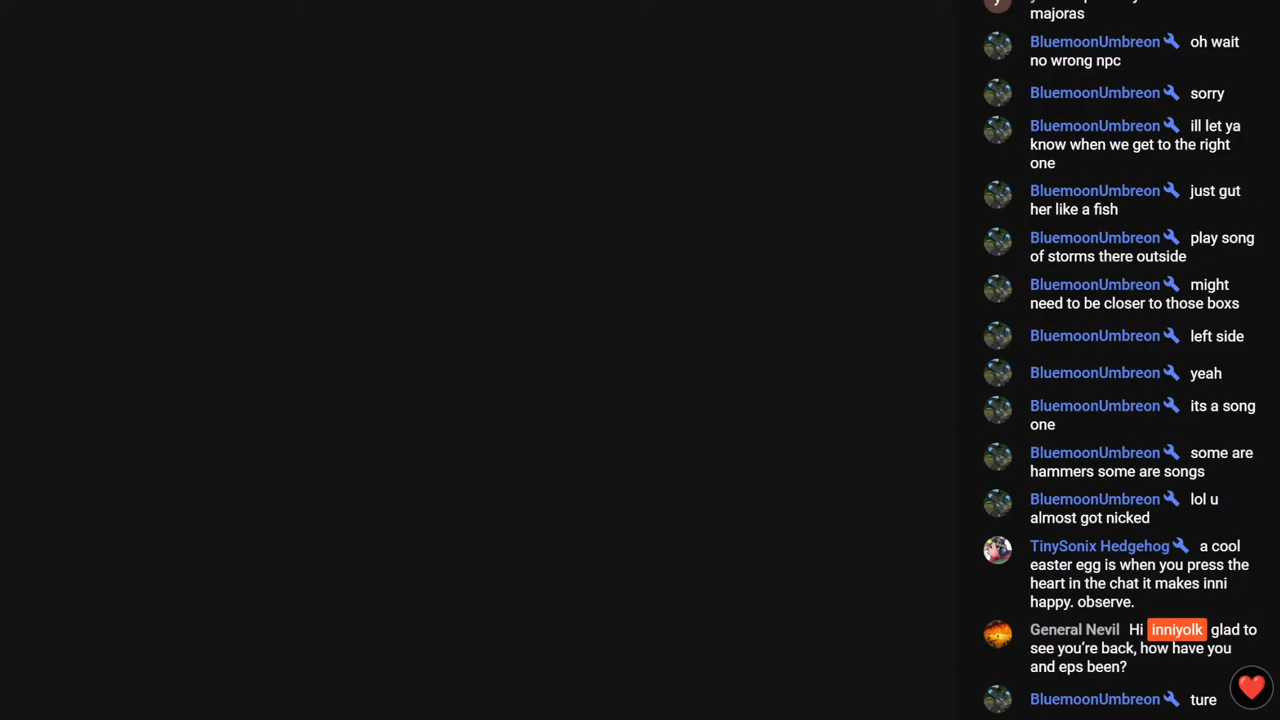 majoras
BluemoonUmbreon oh wait
no wrong npc
BluemoonUmbreon sorry
BluemoonUmbreon ill let ya
know when we get to the right
one
BluemoonUmbreon just gut
her like a fish
BluemoonUmbreon play song
of storms there outside
BluemoonUmbreon might
need to be closer to those boxs
BluemoonUmbreon left side
BluemoonUmbreon yeah
BluemoonUmbreon its a song
one
BluemoonUmbreon some are
hammers some are songs
BluemoonUmbreon lol u
almost got nicked
TinySonix Hedgehog a cool
easter egg is when you press the
heart in the chat it makes inni
happy. observe.
General Nevil Hi inniyolk glad to
see you’re back, how have you
and eps been?
BluemoonUmbreon ture